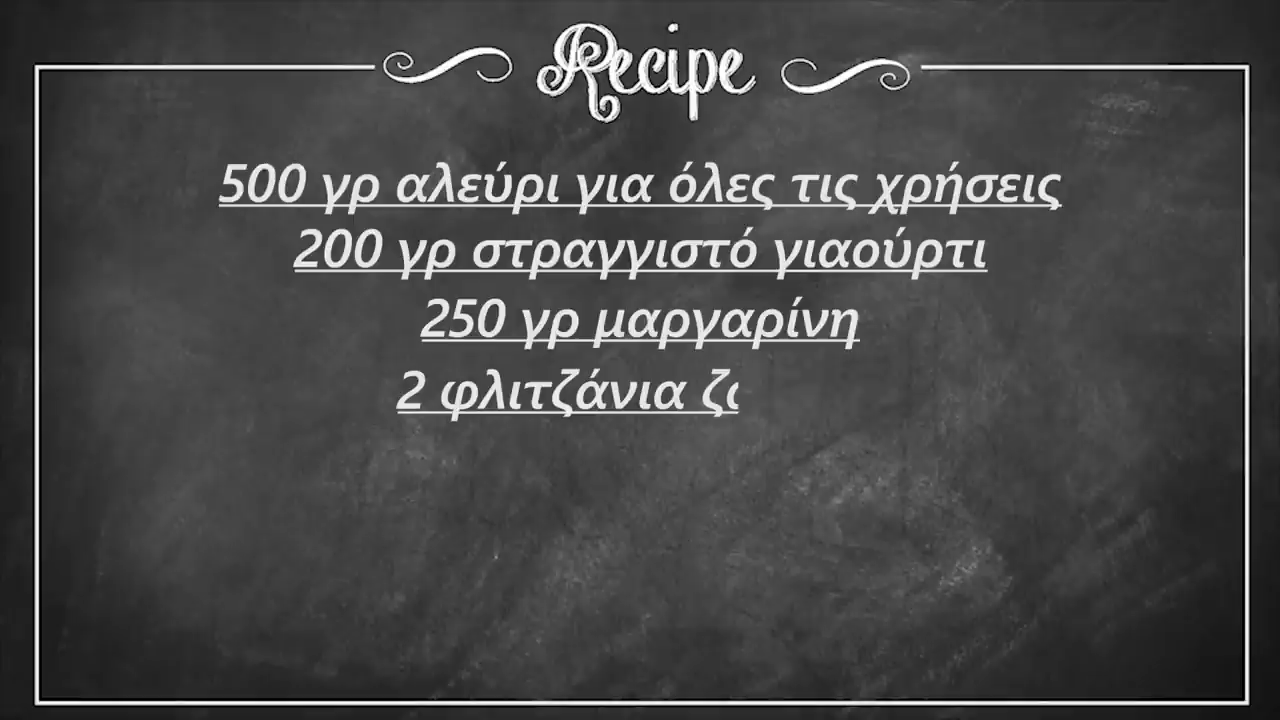 Recipe
500 γρ αλεύρι για όλες τις χρήσεις
200 γρ στραγγιστό γιαούρτι
250 γρ μαργαρίνη
2 φλιτζάνια